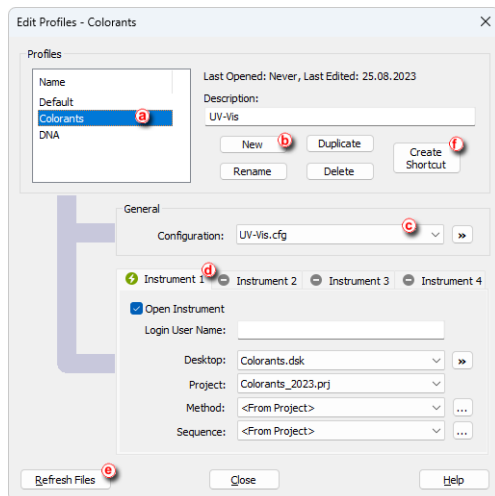 Edit Profiles - Colorants
Profiles
Name
Default
Colorants
DNA
a
Last Opened: Never, Last Edited: 25.08.2023
Description:
UV-Vis
New
b
Duplicate
Rename
Delete
Create
Shortcut
f
General
Configuration:
UV-Vis.cfg
c
»
Instrument 1
d
Instrument 2
Instrument 3
Instrument 4
Open Instrument
Login User Name:
Desktop:
Colorants.dsk
»
Project:
Colorants_2023.prj
Method:
<From Project>
...
Sequence:
<From Project>
...
Refresh Files
e
Close
Help